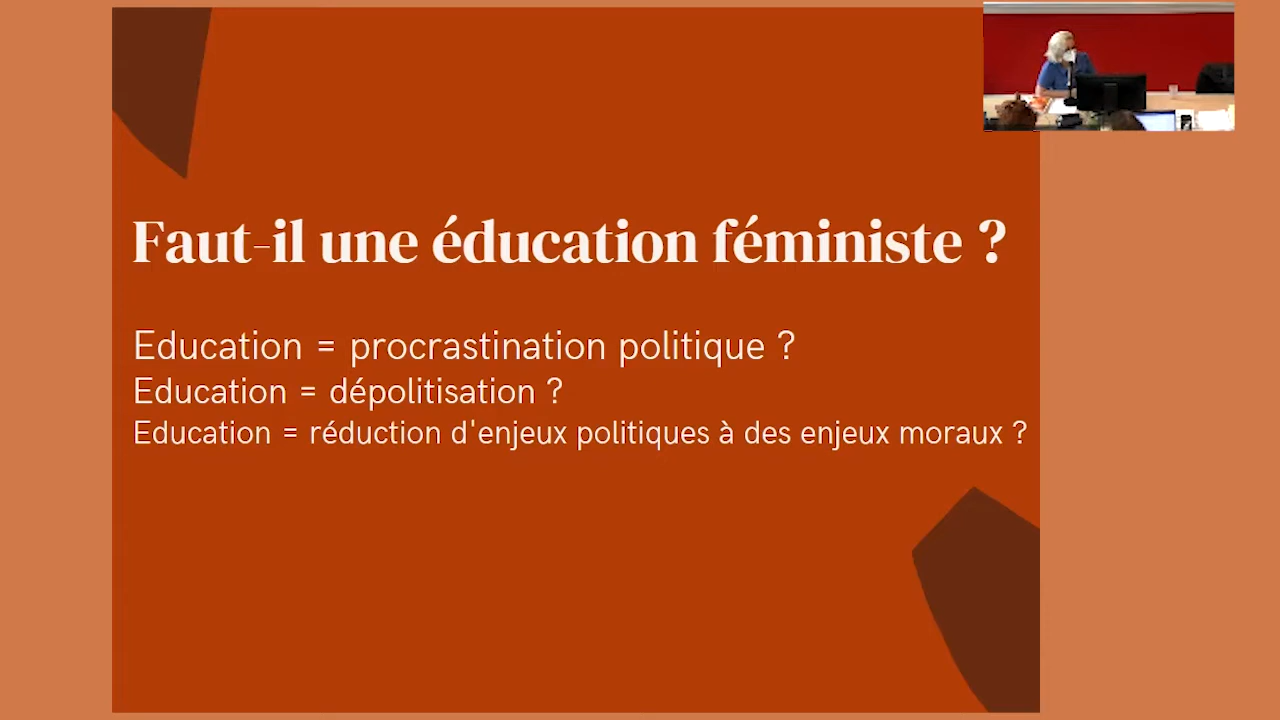 Faut-il une éducation féministe ?
Education = procrastination politique ?
Education = dépolitisation ?
Education = réduction d'enjeux politiques à des enjeux moraux ?